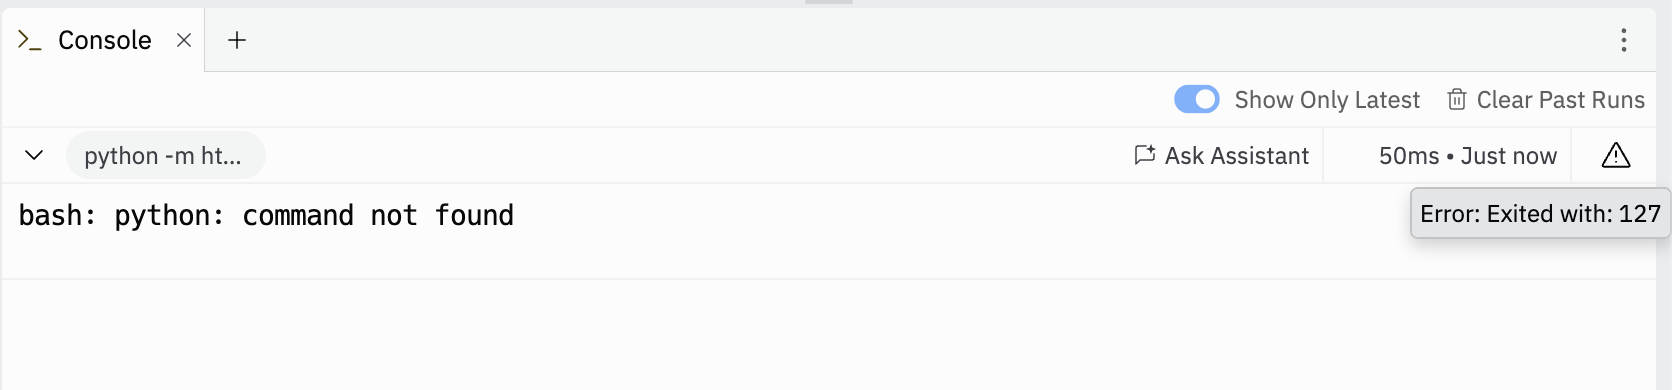 >_ Console × +
Show Only Latest Clear Past Runs
python -m ht... Ask Assistant 50ms • Just now
bash: python: command not found
Error: Exited with: 127